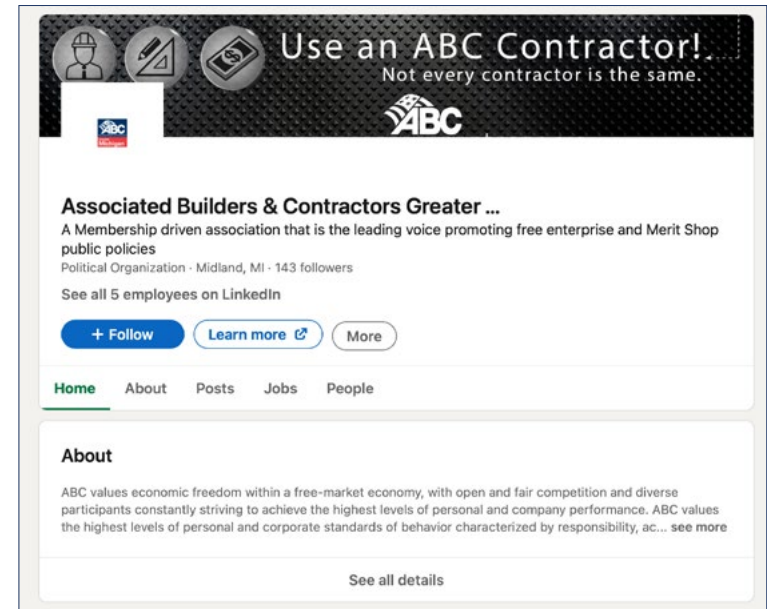 Use an ABC Contractor!
Not every contractor is the same.
ABC
ABC
Michigan
Associated Builders & Contractors Greater ...
A Membership driven association that is the leading voice promoting free enterprise and Merit Shop
public policies
Political Organization · Midland, MI · 143 followers
See all 5 employees on LinkedIn
+ Follow
Learn more
More
Home About Posts Jobs People
About
ABC values economic freedom within a free-market economy, with open and fair competition and diverse
participants constantly striving to achieve the highest levels of personal and company performance. ABC values
the highest levels of personal and corporate standards of behavior characterized by responsibility, ac... see more
See all details